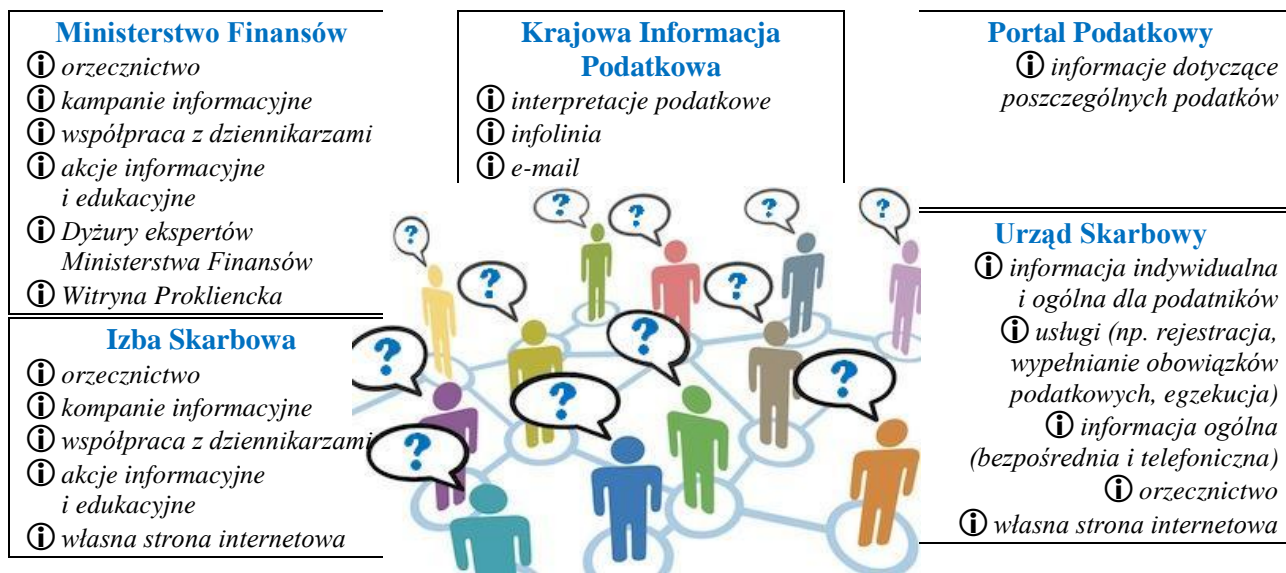 Ministerstwo Finansów
ⓘ orzecznictwo
ⓘ kampanie informacyjne
ⓘ współpraca z dziennikarzami
ⓘ akcje informacyjne
i edukacyjne
ⓘ Dyżury ekspertów
Ministerstwa Finansów
ⓘ Witryna Prokliencka
Izba Skarbowa
ⓘ orzecznictwo
ⓘ kompanie informacyjne
ⓘ współpraca z dziennikarzami
ⓘ akcje informacyjne
i edukacyjne
ⓘ własna strona internetowa
Krajowa Informacja
Podatkowa
ⓘ interpretacje podatkowe
ⓘ infolinia
ⓘ e-mail
?
?
?
?
?
?
?
?
?
?
?
?
Portal Podatkowy
ⓘ informacje dotyczące
poszczególnych podatków
Urząd Skarbowy
ⓘ informacja indywidualna
i ogólna dla podatników
ⓘ usługi (np. rejestracja,
wypełnianie obowiązków
podatkowych, egzekucja)
ⓘ informacja ogólna
(bezpośrednia i telefoniczna)
ⓘ orzecznictwo
ⓘ własna strona internetowa